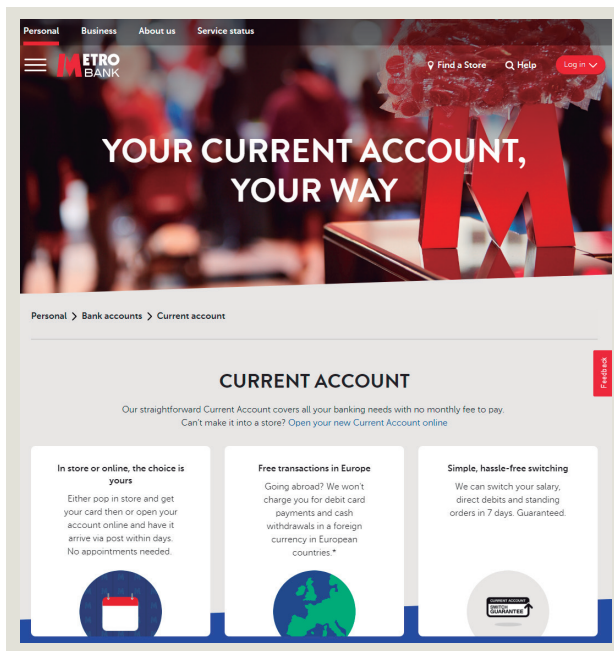 Personal Business About us Service status
METRO
BANK
Find a Store Help Log in
YOUR CURRENT ACCOUNT,
YOUR WAY
Personal > Bank accounts > Current account
Feedback
CURRENT ACCOUNT
Our straightforward Current Account covers all your banking needs with no monthly fee to pay.
Can't make it into a store? Open your new Current Account online
In store or online, the choice is
yours
Either pop in store and get
your card then or open your
account online and have it
arrive via post within days.
No appointments needed.
Free transactions in Europe
Going abroad? We won't
charge you for debit card
payments and cash
withdrawals in a foreign
currency in European
countries.*
Simple, hassle-free switching
We can switch your salary,
direct debits and standing
orders in 7 days. Guaranteed.
CURRENT ACCOUNT
SWITCH
GUARANTEE